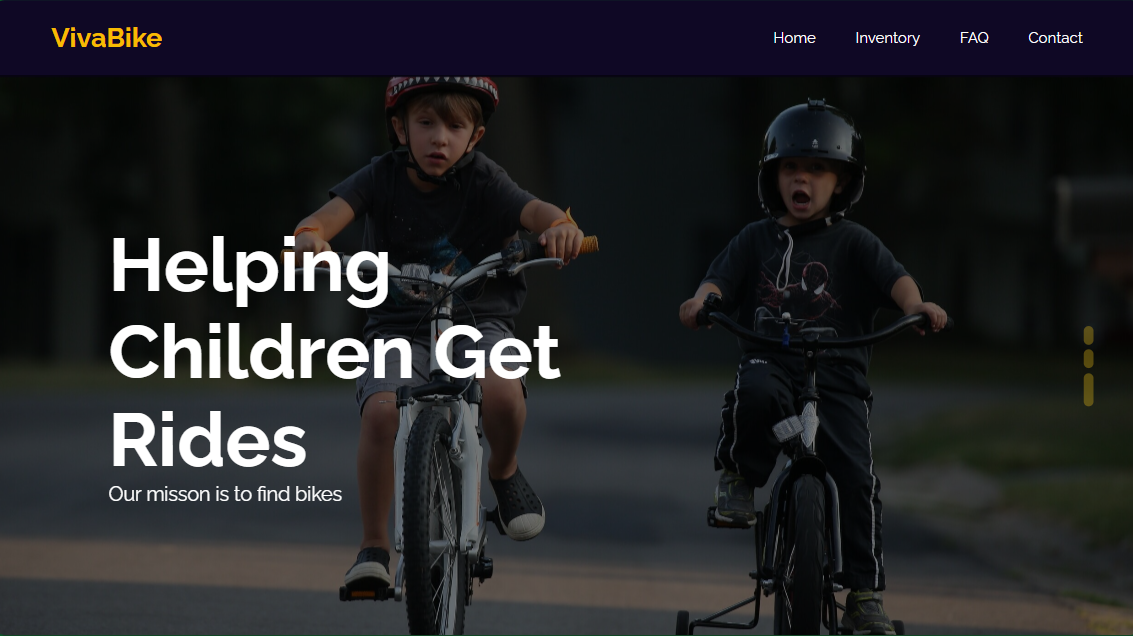 VivaBike
Home Inventory FAQ Contact
Helping
Children Get
Rides
Our misson is to find bikes